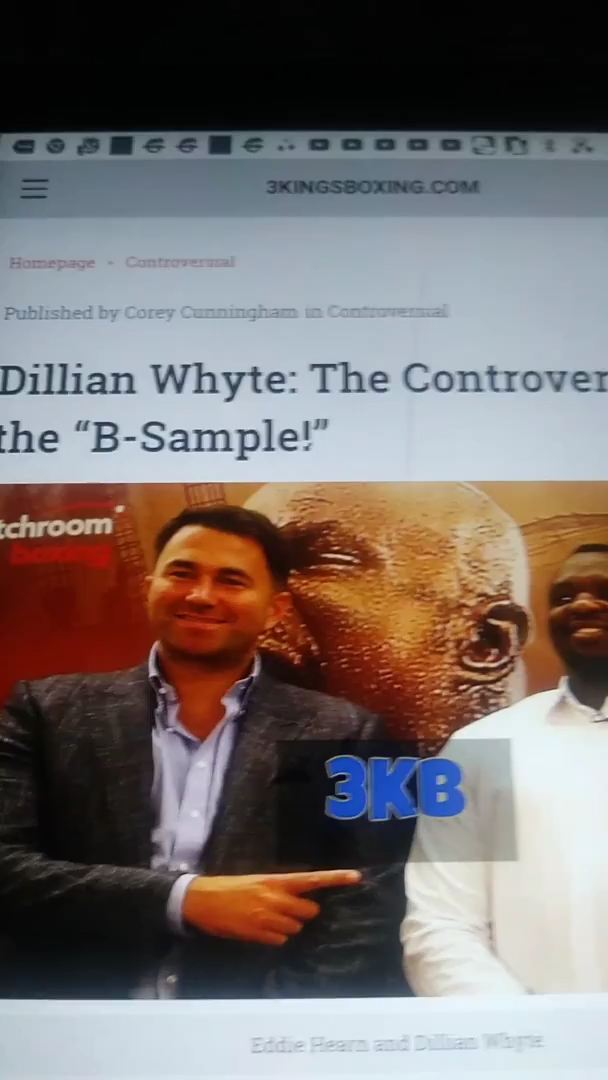 3KINGSBOXING.COM
Homepage - Controversial
Published by Corey Cunningham in Controversial
Dillian Whyte: The Controver
the “B-Sample!”
tchroom
boxing
3KB
Eddie Hearn and Dillian Whyte